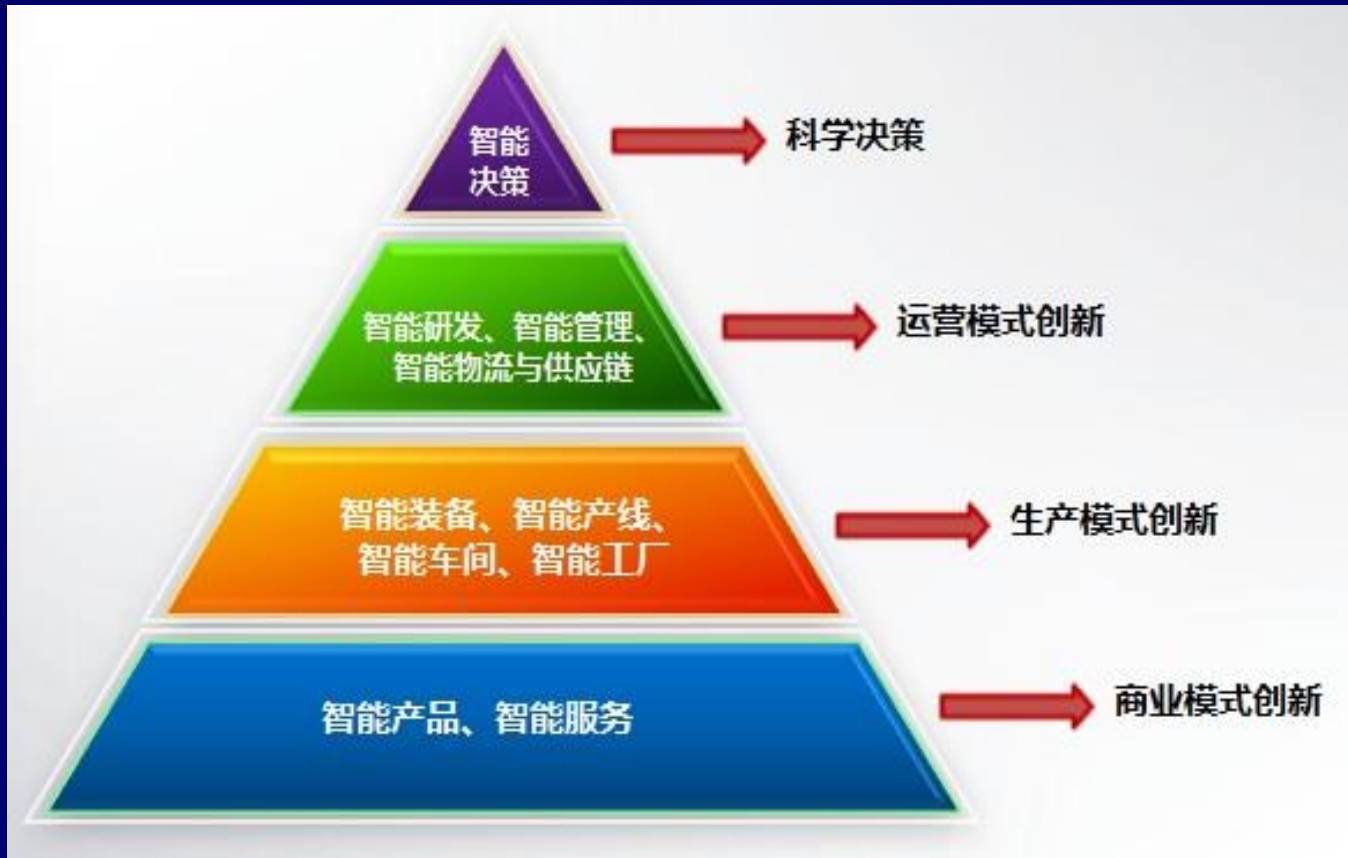 智能
决策
科学决策
智能研发、智能管理、
智能物流与供应链
运营模式创新
智能装备、智能产线、
智能车间、智能工厂
生产模式创新
智能产品、智能服务
商业模式创新